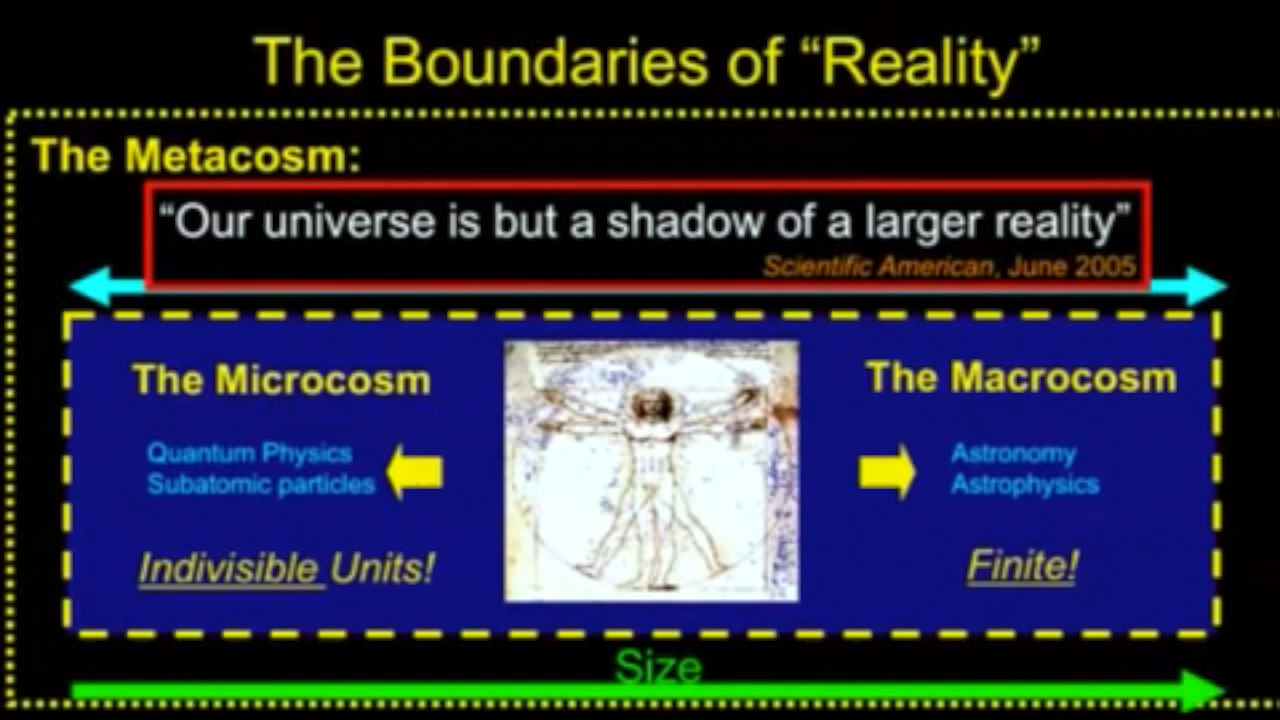 The Boundaries of “Reality”
The Metacosm:
“Our universe is but a shadow of a larger reality”
Scientific American, June 2005
The Microcosm
The Macrocosm
Quantum Physics
Subatomic particles
Astronomy
Astrophysics
Indivisible Units!
Finite!
Size